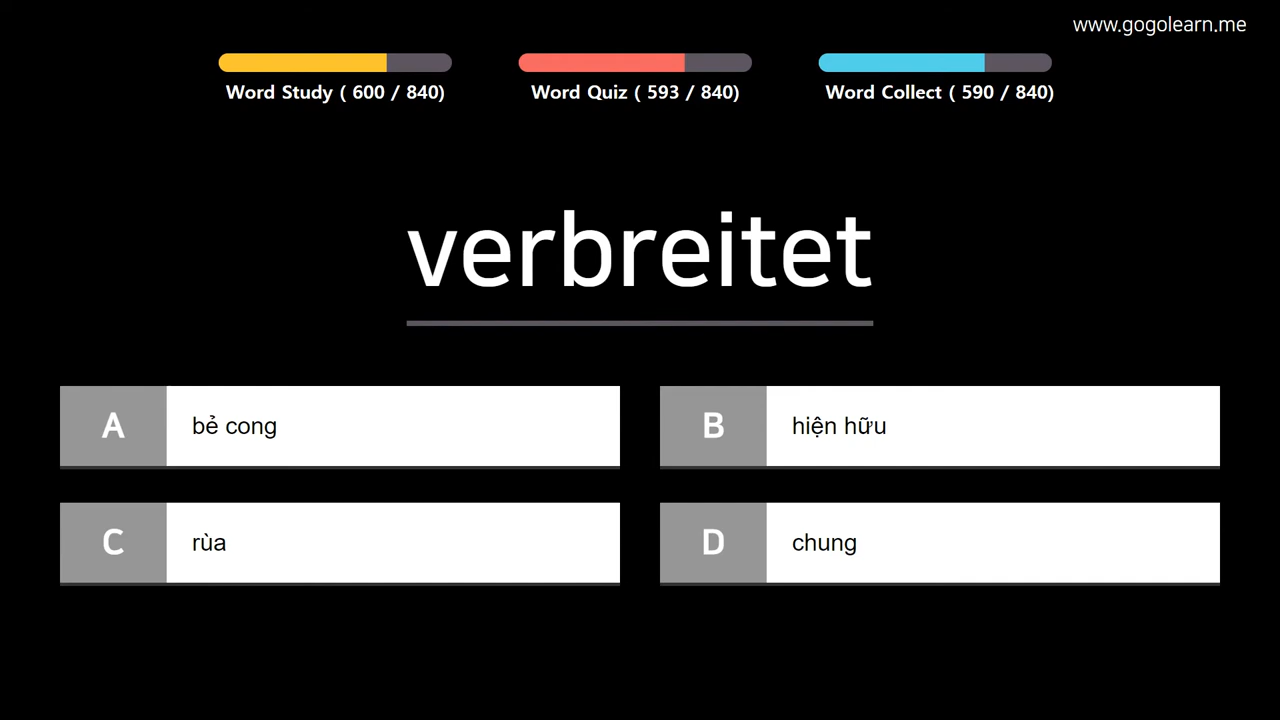 www.gogolearn.me
Word Study ( 600 / 840)
Word Quiz ( 593 / 840)
Word Collect ( 590 / 840)
verbreitet
A bẻ cong
B hiện hữu
C rùa
D chung